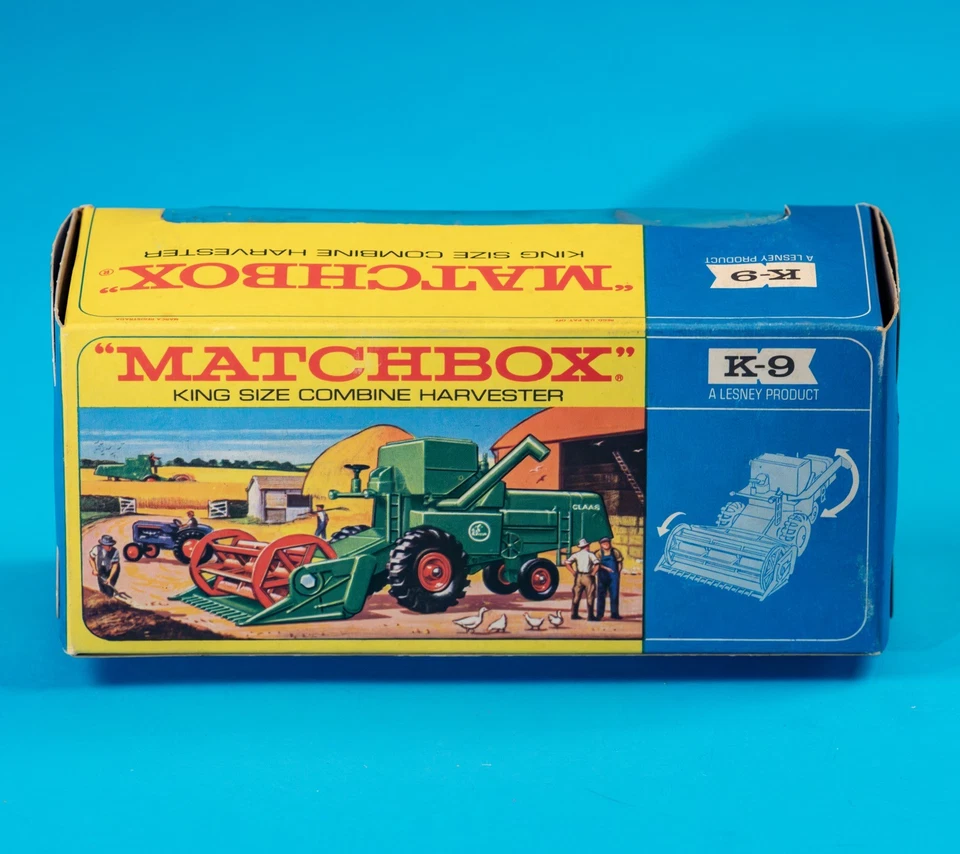 KING SIZE COMBINE HARVESTER
"MATCHBOX"®
K-9
A LESNEY PRODUCT
"MATCHBOX"®
KING SIZE COMBINE HARVESTER
K-9
A LESNEY PRODUCT
CLAAS